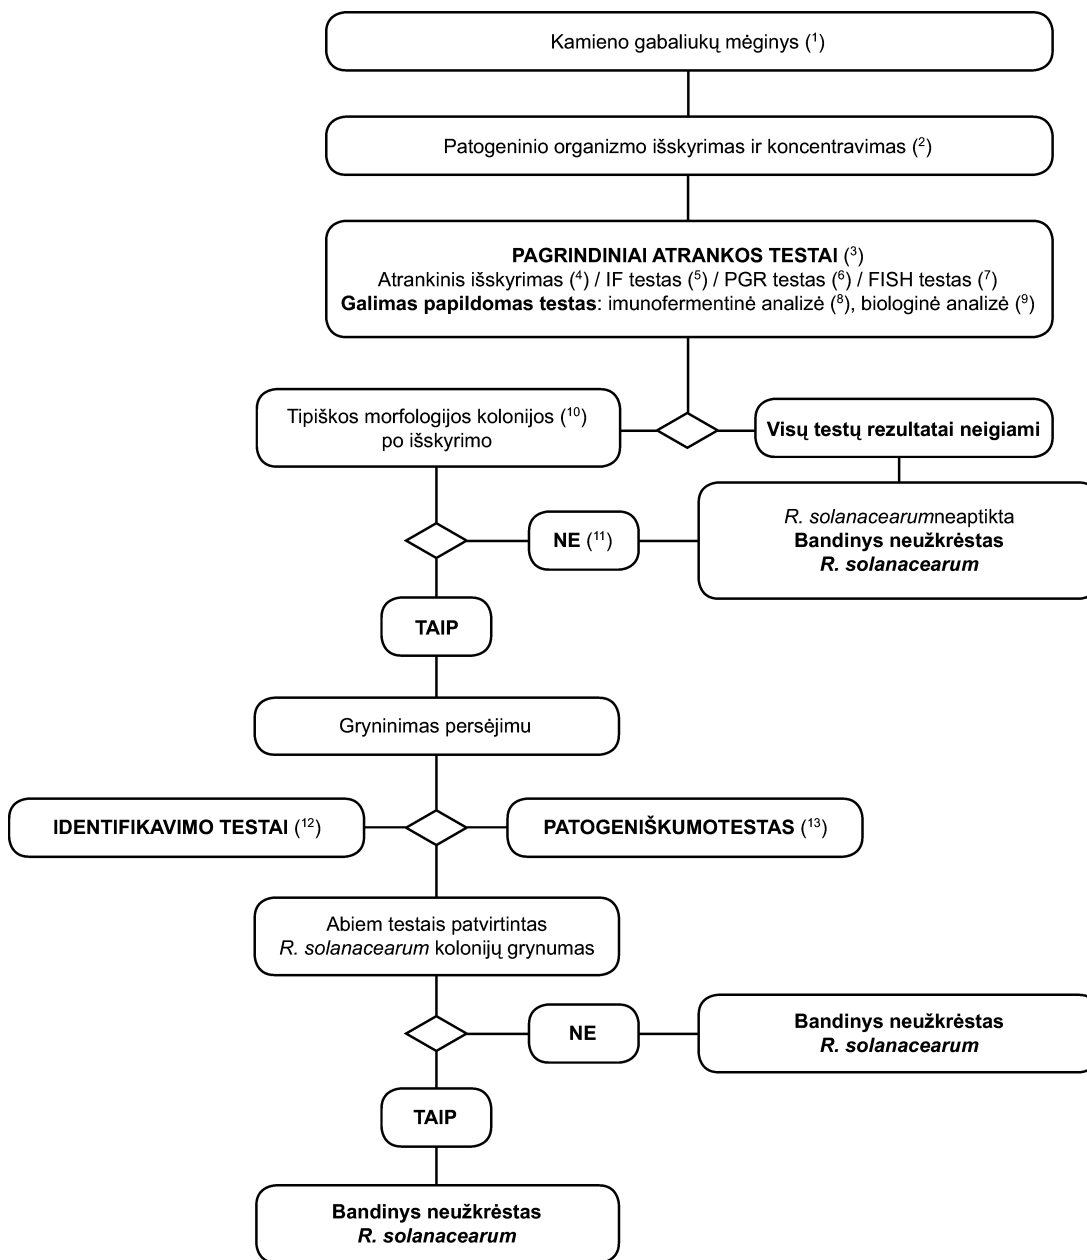 Kamieno gabaliukų mėginys (¹)
Patogeninio organizmo išskyrimas ir koncentravimas (²)
PAGRINDINIAI ATRANKOS TESTAI (³)
Atrankinis išskyrimas (⁴) / IF testas (⁵) / PGR testas (⁶) / FISH testas (⁷)
Galimas papildomas testas: imunofermentinė analizė (⁸), biologinė analizė (⁹)
Tipiškos morfologijos kolonijos (¹⁰)
po išskyrimo
Visų testų rezultatai neigiami
NE (¹¹)
R. solanacearumneaptikta
Bandinys neužkrėstas
R. solanacearum
TAIP
Gryninimas persėjimu
IDENTIFIKAVIMO TESTAI (¹²)
PATOGENIŠKUMOTESTAS (¹³)
Abiem testais patvirtintas
R. solanacearum kolonijų grynumas
NE
Bandinys neužkrėstas
R. solanacearum
TAIP
Bandinys neužkrėstas
R. solanacearum